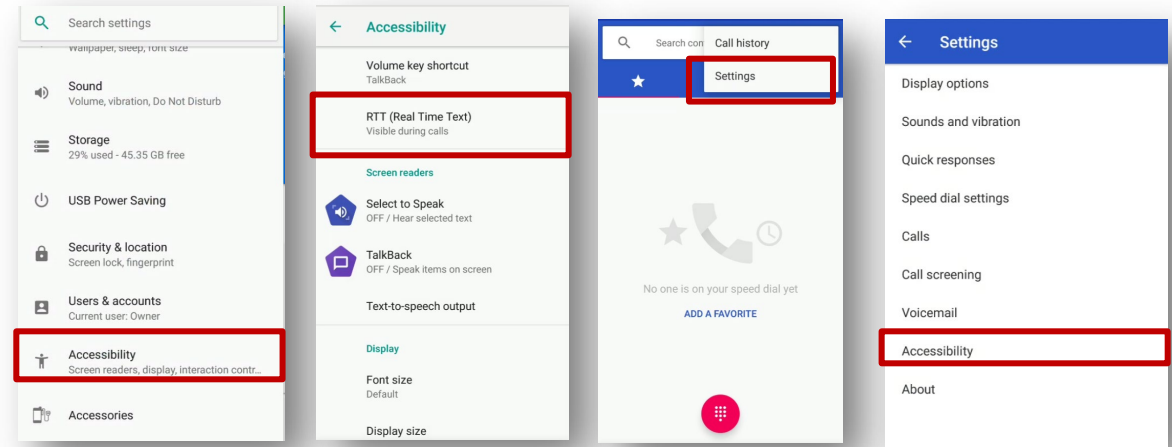 Search settings
Wallpaper, sleep, font size
Sound
Volume, vibration, Do Not Disturb
Storage
29% used - 45.35 GB free
USB Power Saving
Security & location
Screen lock, fingerprint
Users & accounts
Current user: Owner
Accessibility
Screen readers, display, interaction contr…
Accessories
Accessibility
Volume key shortcut
TalkBack
RTT (Real Time Text)
Visible during calls
Screen readers
Select to Speak
OFF / Hear selected text
TalkBack
OFF / Speak items on screen
Text-to-speech output
Display
Font size
Default
Display size
Search con
Call history
Settings
No one is on your speed dial yet
ADD A FAVORITE
Settings
Display options
Sounds and vibration
Quick responses
Speed dial settings
Calls
Call screening
Voicemail
Accessibility
About